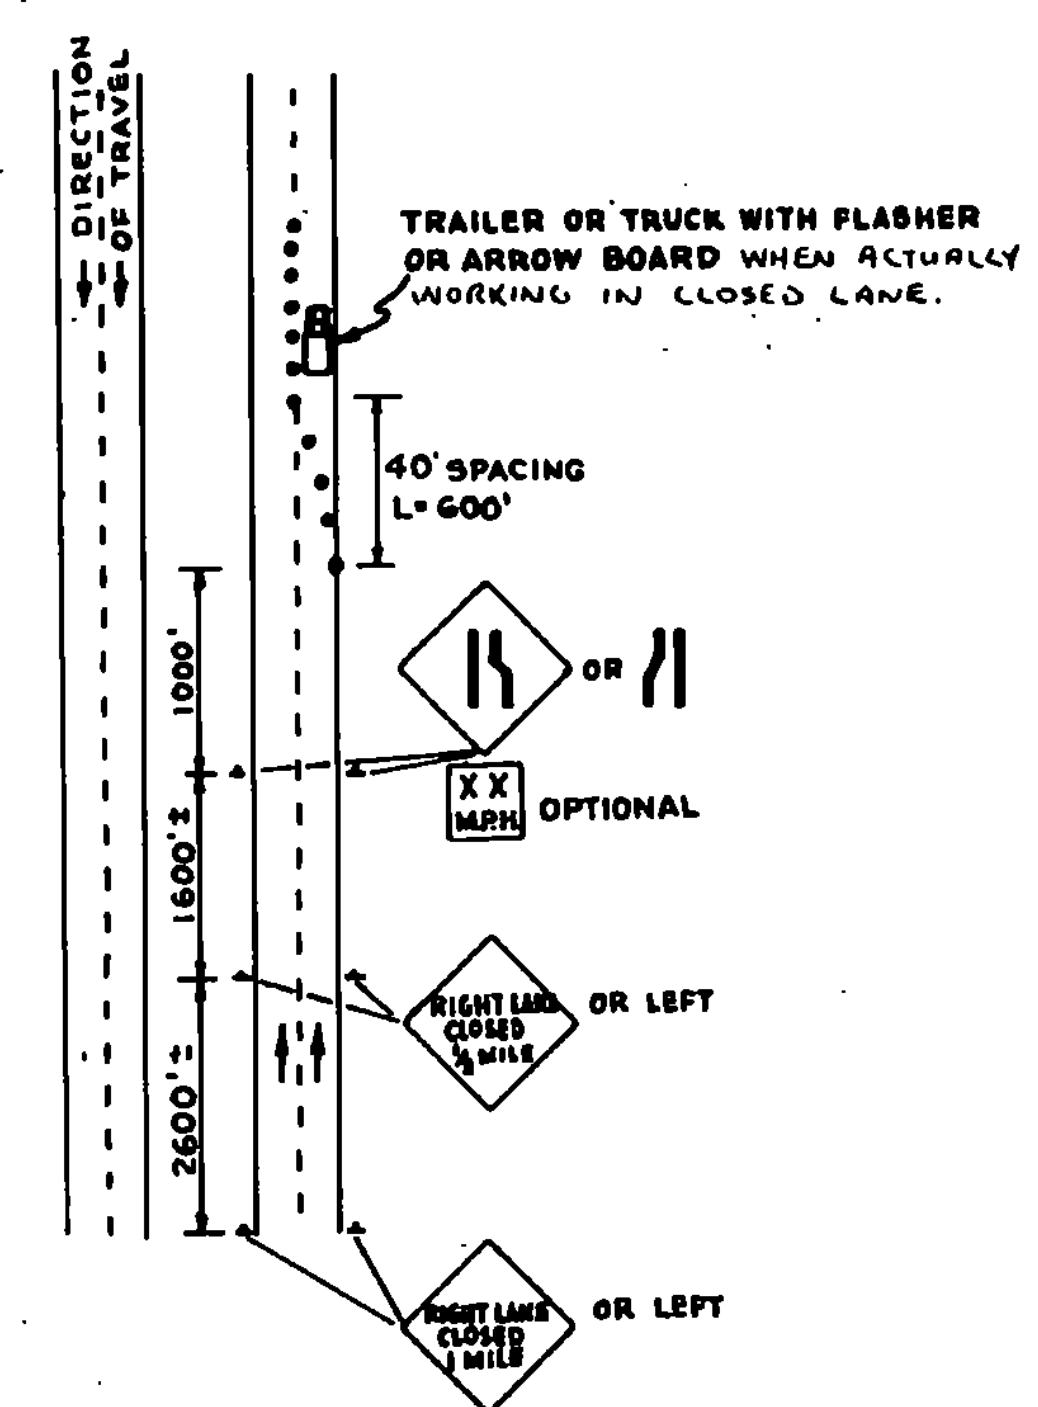 ← DIRECTION
← OF TRAVEL
TRAILER OR TRUCK WITH FLASHER
OR ARROW BOARD WHEN ACTUALLY
WORKING IN CLOSED LANE.
40' SPACING
L= 600'
1000'
OR
X X
M.P.H.
OPTIONAL
1600'±
RIGHT LANE
CLOSED
1/2 MILE
OR LEFT
2600'±
RIGHT LANE
CLOSED
1 MILE
OR LEFT